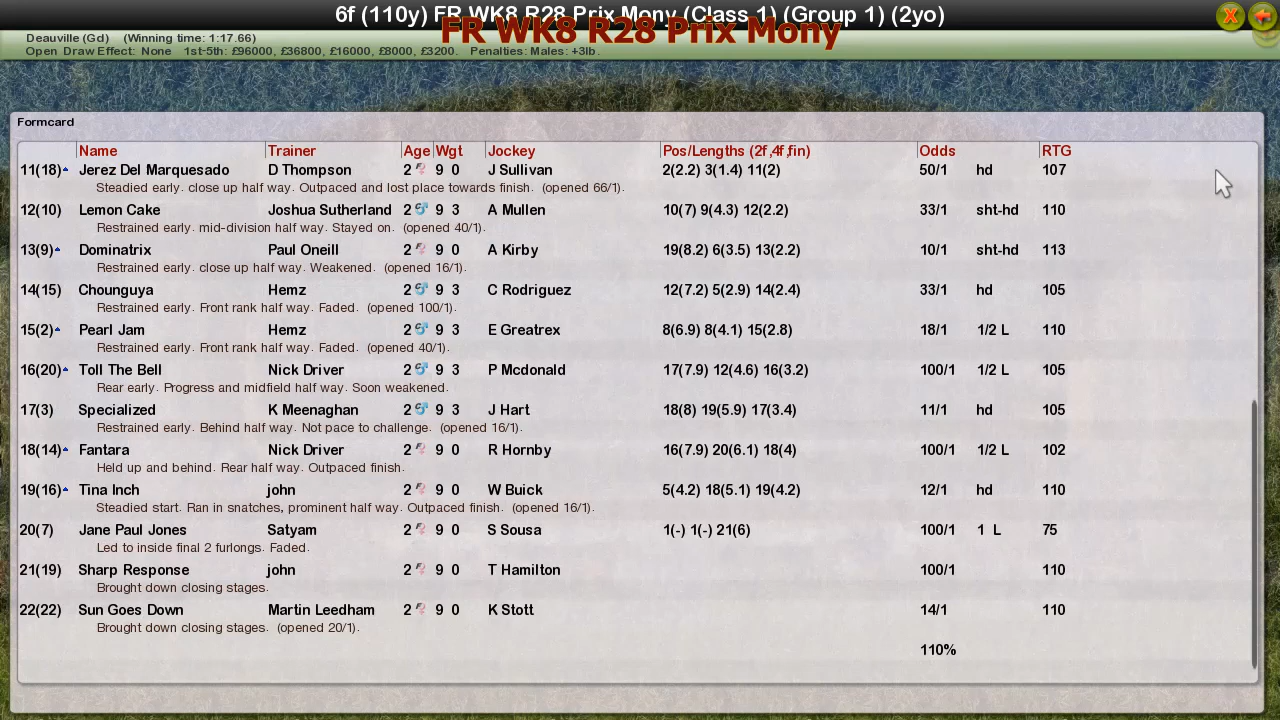 6f (110y) FR WK8 R28 Prix Mony (Class 1) (Group 1) (2yo)
FR WK8 R28 Prix Mony
Deauville (Gd) (Winning time: 1:17.66)
Open Draw Effect: None 1st-5th: £96000, £36800, £16000, £8000, £3200. Penalties: Males: +3lb.
Formcard
Name Trainer Age Wgt Jockey Pos/Lengths (2f,4f,fin) Odds RTG
11(18) Jerez Del Marquesado D Thompson 2 9 0 J Sullivan 2(2.2) 3(1.4) 11(2) 50/1 hd 107
Steadied early. close up half way. Outpaced and lost place towards finish. (opened 66/1).
12(10) Lemon Cake Joshua Sutherland 2 9 3 A Mullen 10(7) 9(4.3) 12(2.2) 33/1 sht-hd 110
Restrained early. mid-division half way. Stayed on. (opened 40/1).
13(9) Dominatrix Paul Oneill 2 9 0 A Kirby 19(8.2) 6(3.5) 13(2.2) 10/1 sht-hd 113
Restrained early. close up half way. Weakened. (opened 16/1).
14(15) Chounguya Hemz 2 9 3 C Rodriguez 12(7.2) 5(2.9) 14(2.4) 33/1 hd 105
Restrained early. Front rank half way. Faded. (opened 100/1).
15(2) Pearl Jam Hemz 2 9 3 E Greatrex 8(6.9) 8(4.1) 15(2.8) 18/1 1/2 L 110
Restrained early. Front rank half way. Faded. (opened 40/1).
16(20) Toll The Bell Nick Driver 2 9 3 P Mcdonald 17(7.9) 12(4.6) 16(3.2) 100/1 1/2 L 105
Rear early. Progress and midfield half way. Soon weakened.
17(3) Specialized K Meenaghan 2 9 3 J Hart 18(8) 19(5.9) 17(3.4) 11/1 hd 105
Restrained early. Behind half way. Not pace to challenge. (opened 16/1).
18(14) Fantara Nick Driver 2 9 0 R Hornby 16(7.9) 20(6.1) 18(4) 100/1 1/2 L 102
Held up and behind. Rear half way. Outpaced finish.
19(16) Tina Inch john 2 9 0 W Buick 5(4.2) 18(5.1) 19(4.2) 12/1 hd 110
Steadied start. Ran in snatches, prominent half way. Outpaced finish. (opened 16/1).
20(7) Jane Paul Jones Satyam 2 9 0 S Sousa 1(-) 1(-) 21(6) 100/1 1 L 75
Led to inside final 2 furlongs. Faded.
21(19) Sharp Response john 2 9 0 T Hamilton 100/1 110
Brought down closing stages.
22(22) Sun Goes Down Martin Leedham 2 9 0 K Stott 14/1 110
Brought down closing stages. (opened 20/1).
110%